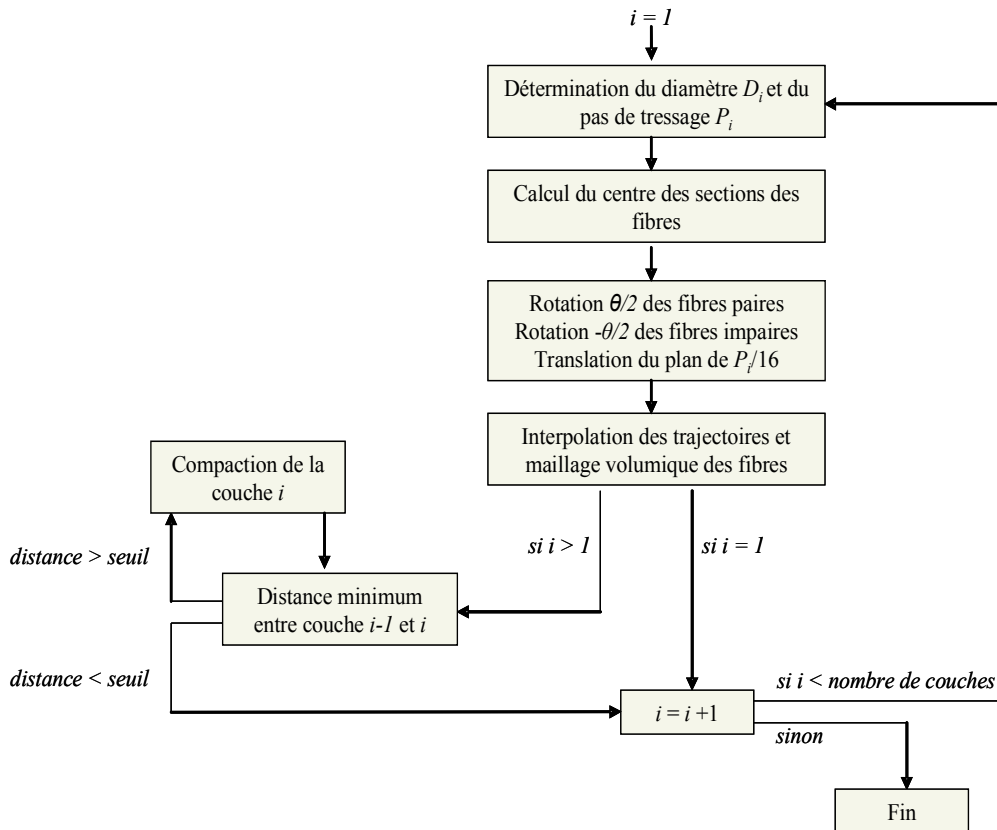 i = 1
Détermination du diamètre D_i et du
pas de tressage P_i
Calcul du centre des sections des
fibres
Rotation θ/2 des fibres paires
Rotation -θ/2 des fibres impaires
Translation du plan de P_i/16
Interpolation des trajectoires et
maillage volumique des fibres
Compaction de la
couche i
si i > 1
si i = 1
distance > seuil
Distance minimum
entre couche i-1 et i
distance < seuil
si i < nombre de couches
i = i +1
sinon
Fin